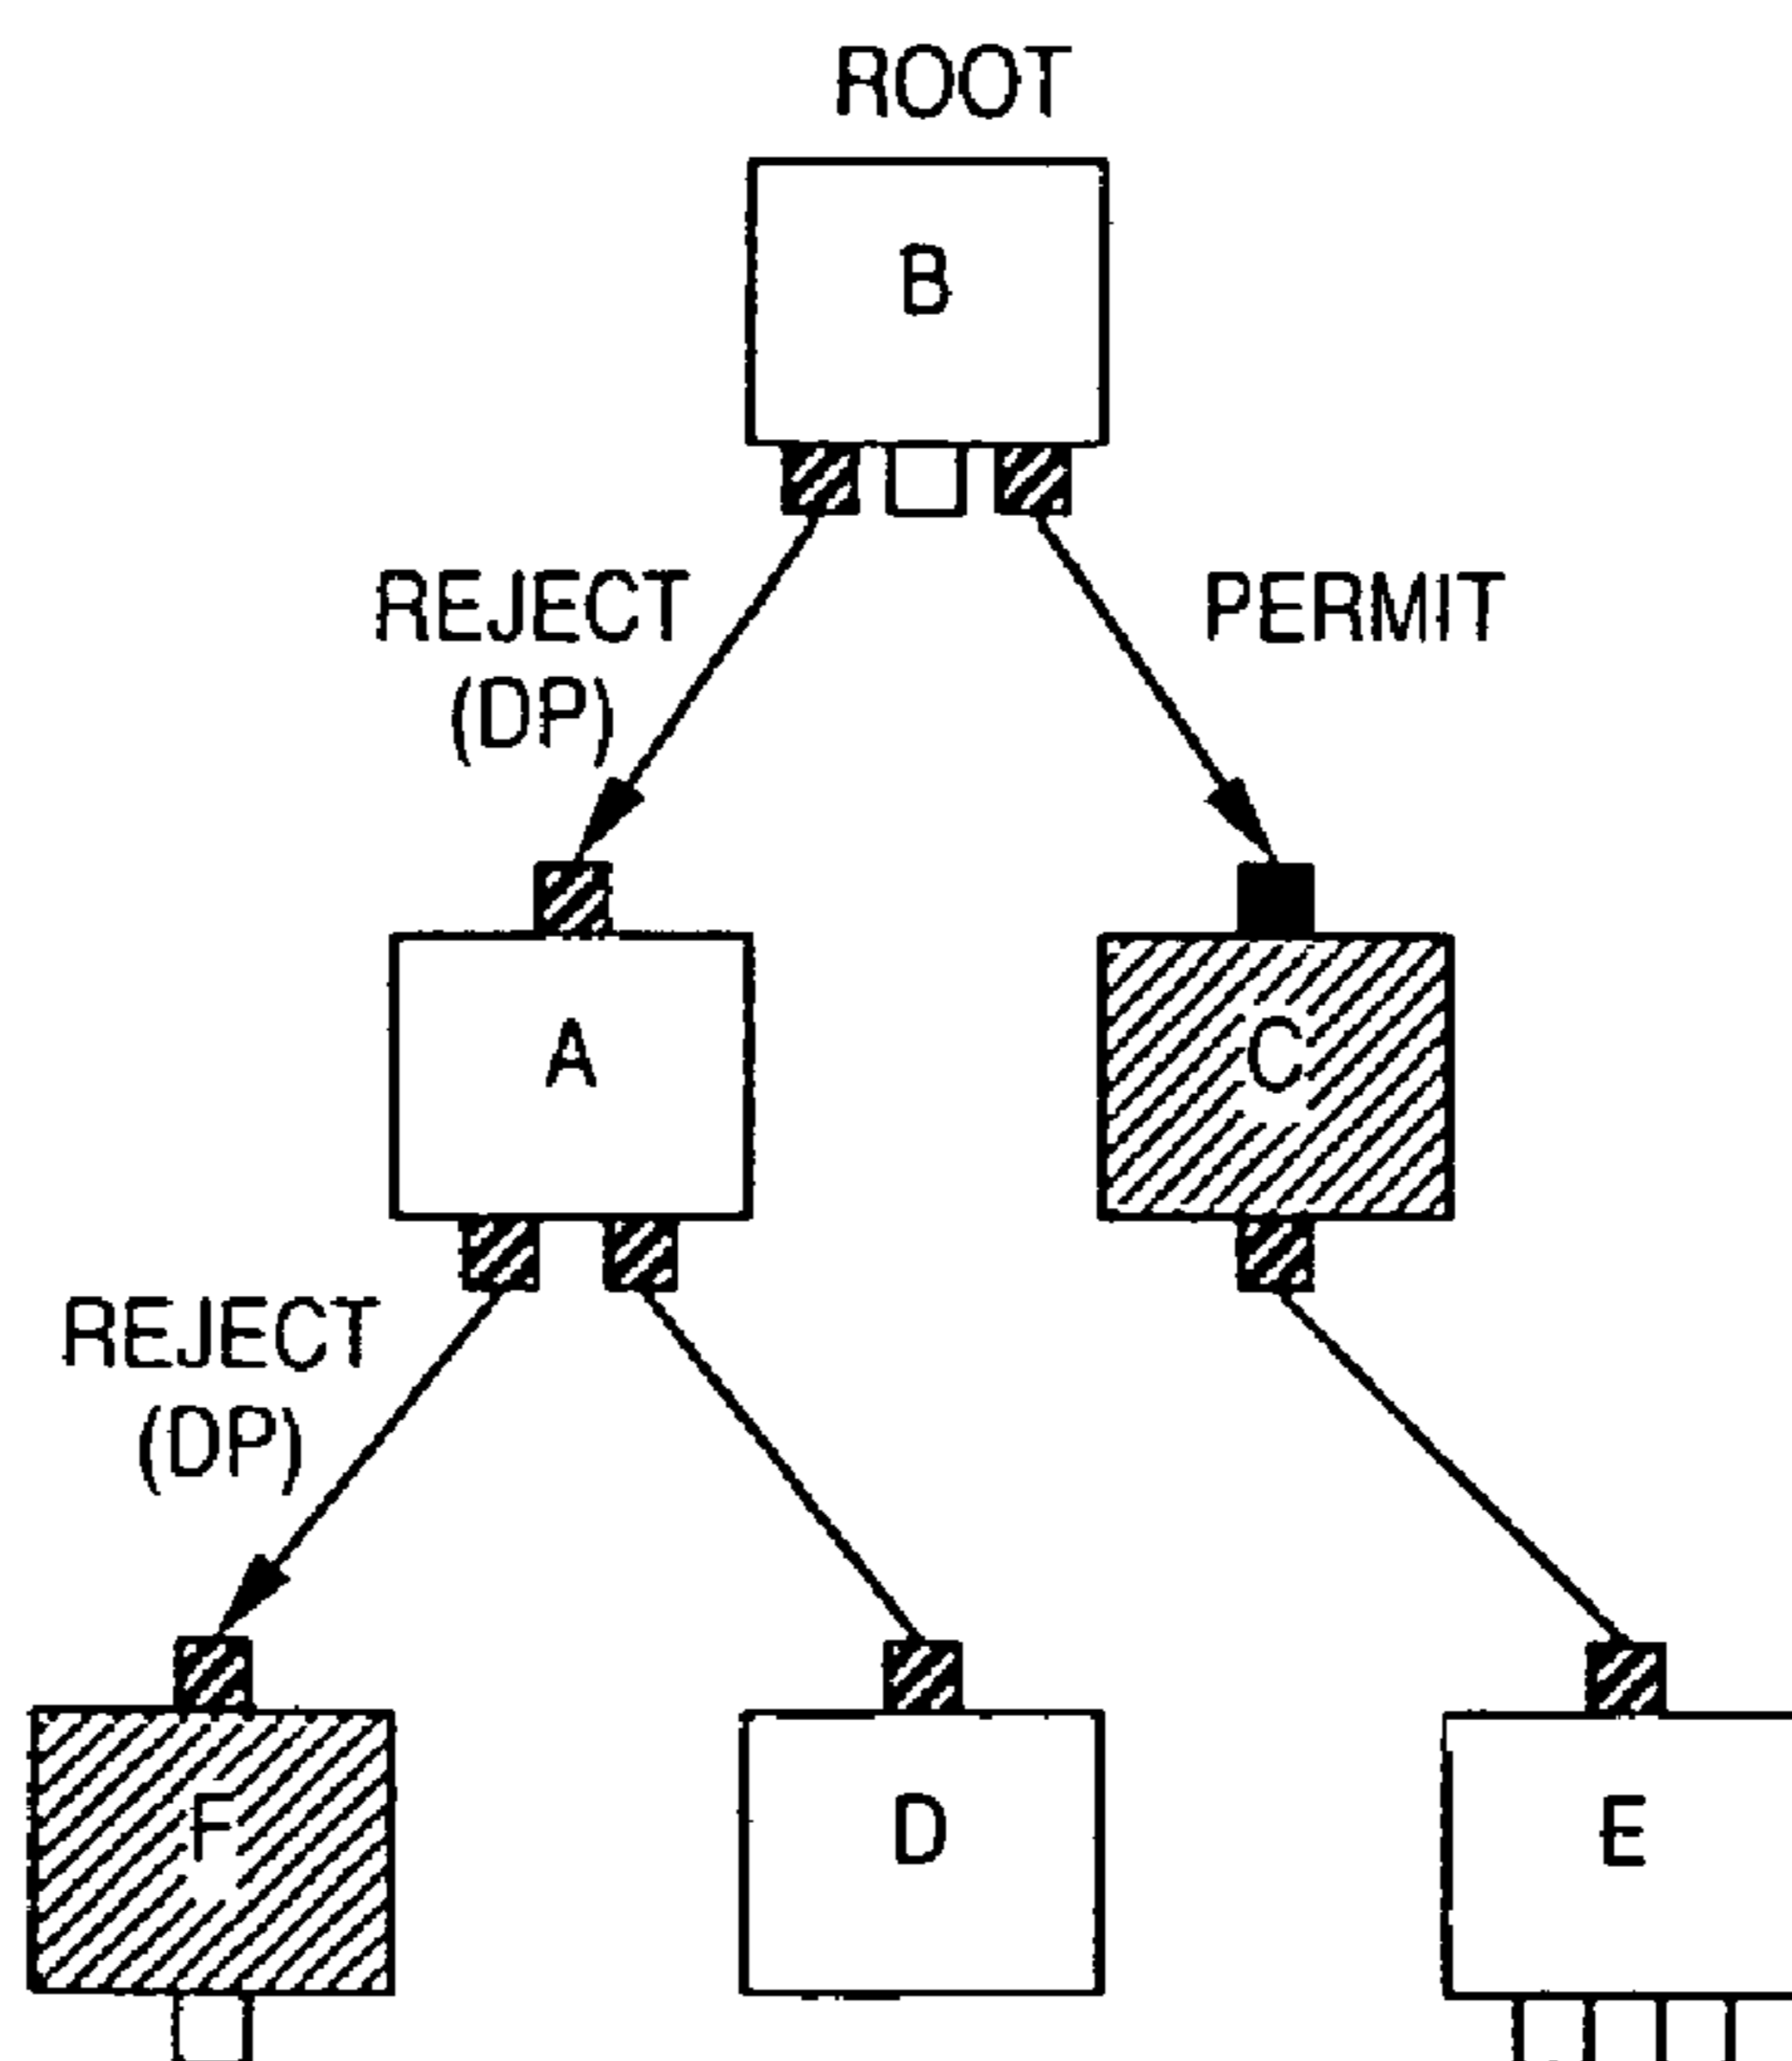 ROOT
B
REJECT
(DP)
PERMIT
A
C
REJECT
(DP)
F
D
E